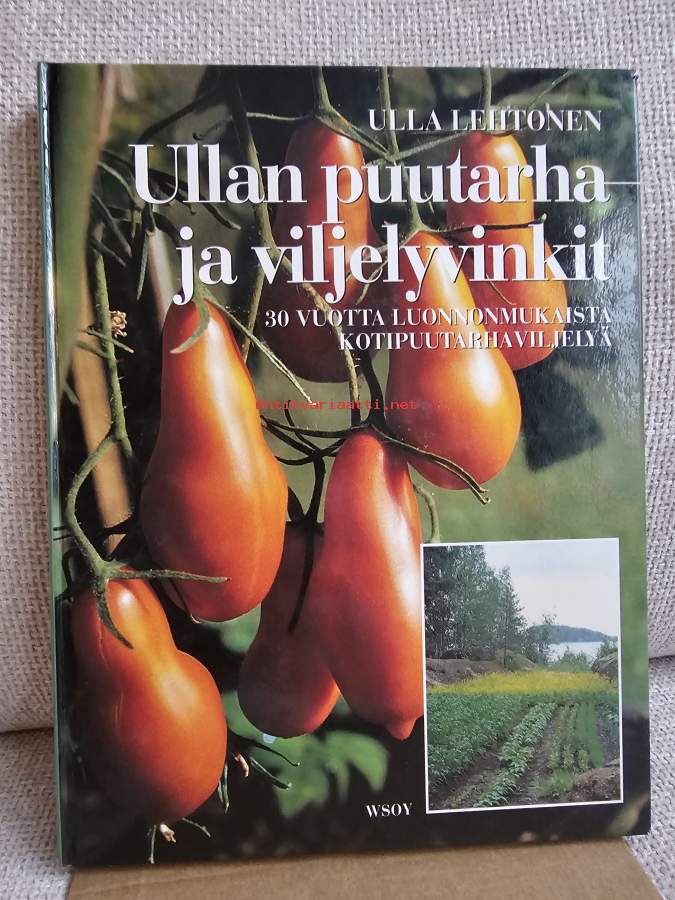 ULLA LEHTONEN
Ullan puutarha
ja viljelyvinkit
30 VUOTTA LUONNONMUKAISTA
KOTIPUUTARHAVILJELYÄ
antikvariaatti.net
WSOY